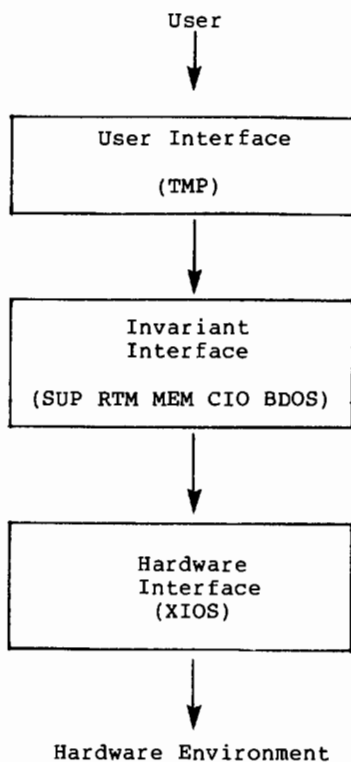 User
User Interface
(TMP)
Invariant
Interface
(SUP RTM MEM CIO BDOS)
Hardware
Interface
(XIOS)
Hardware Environment